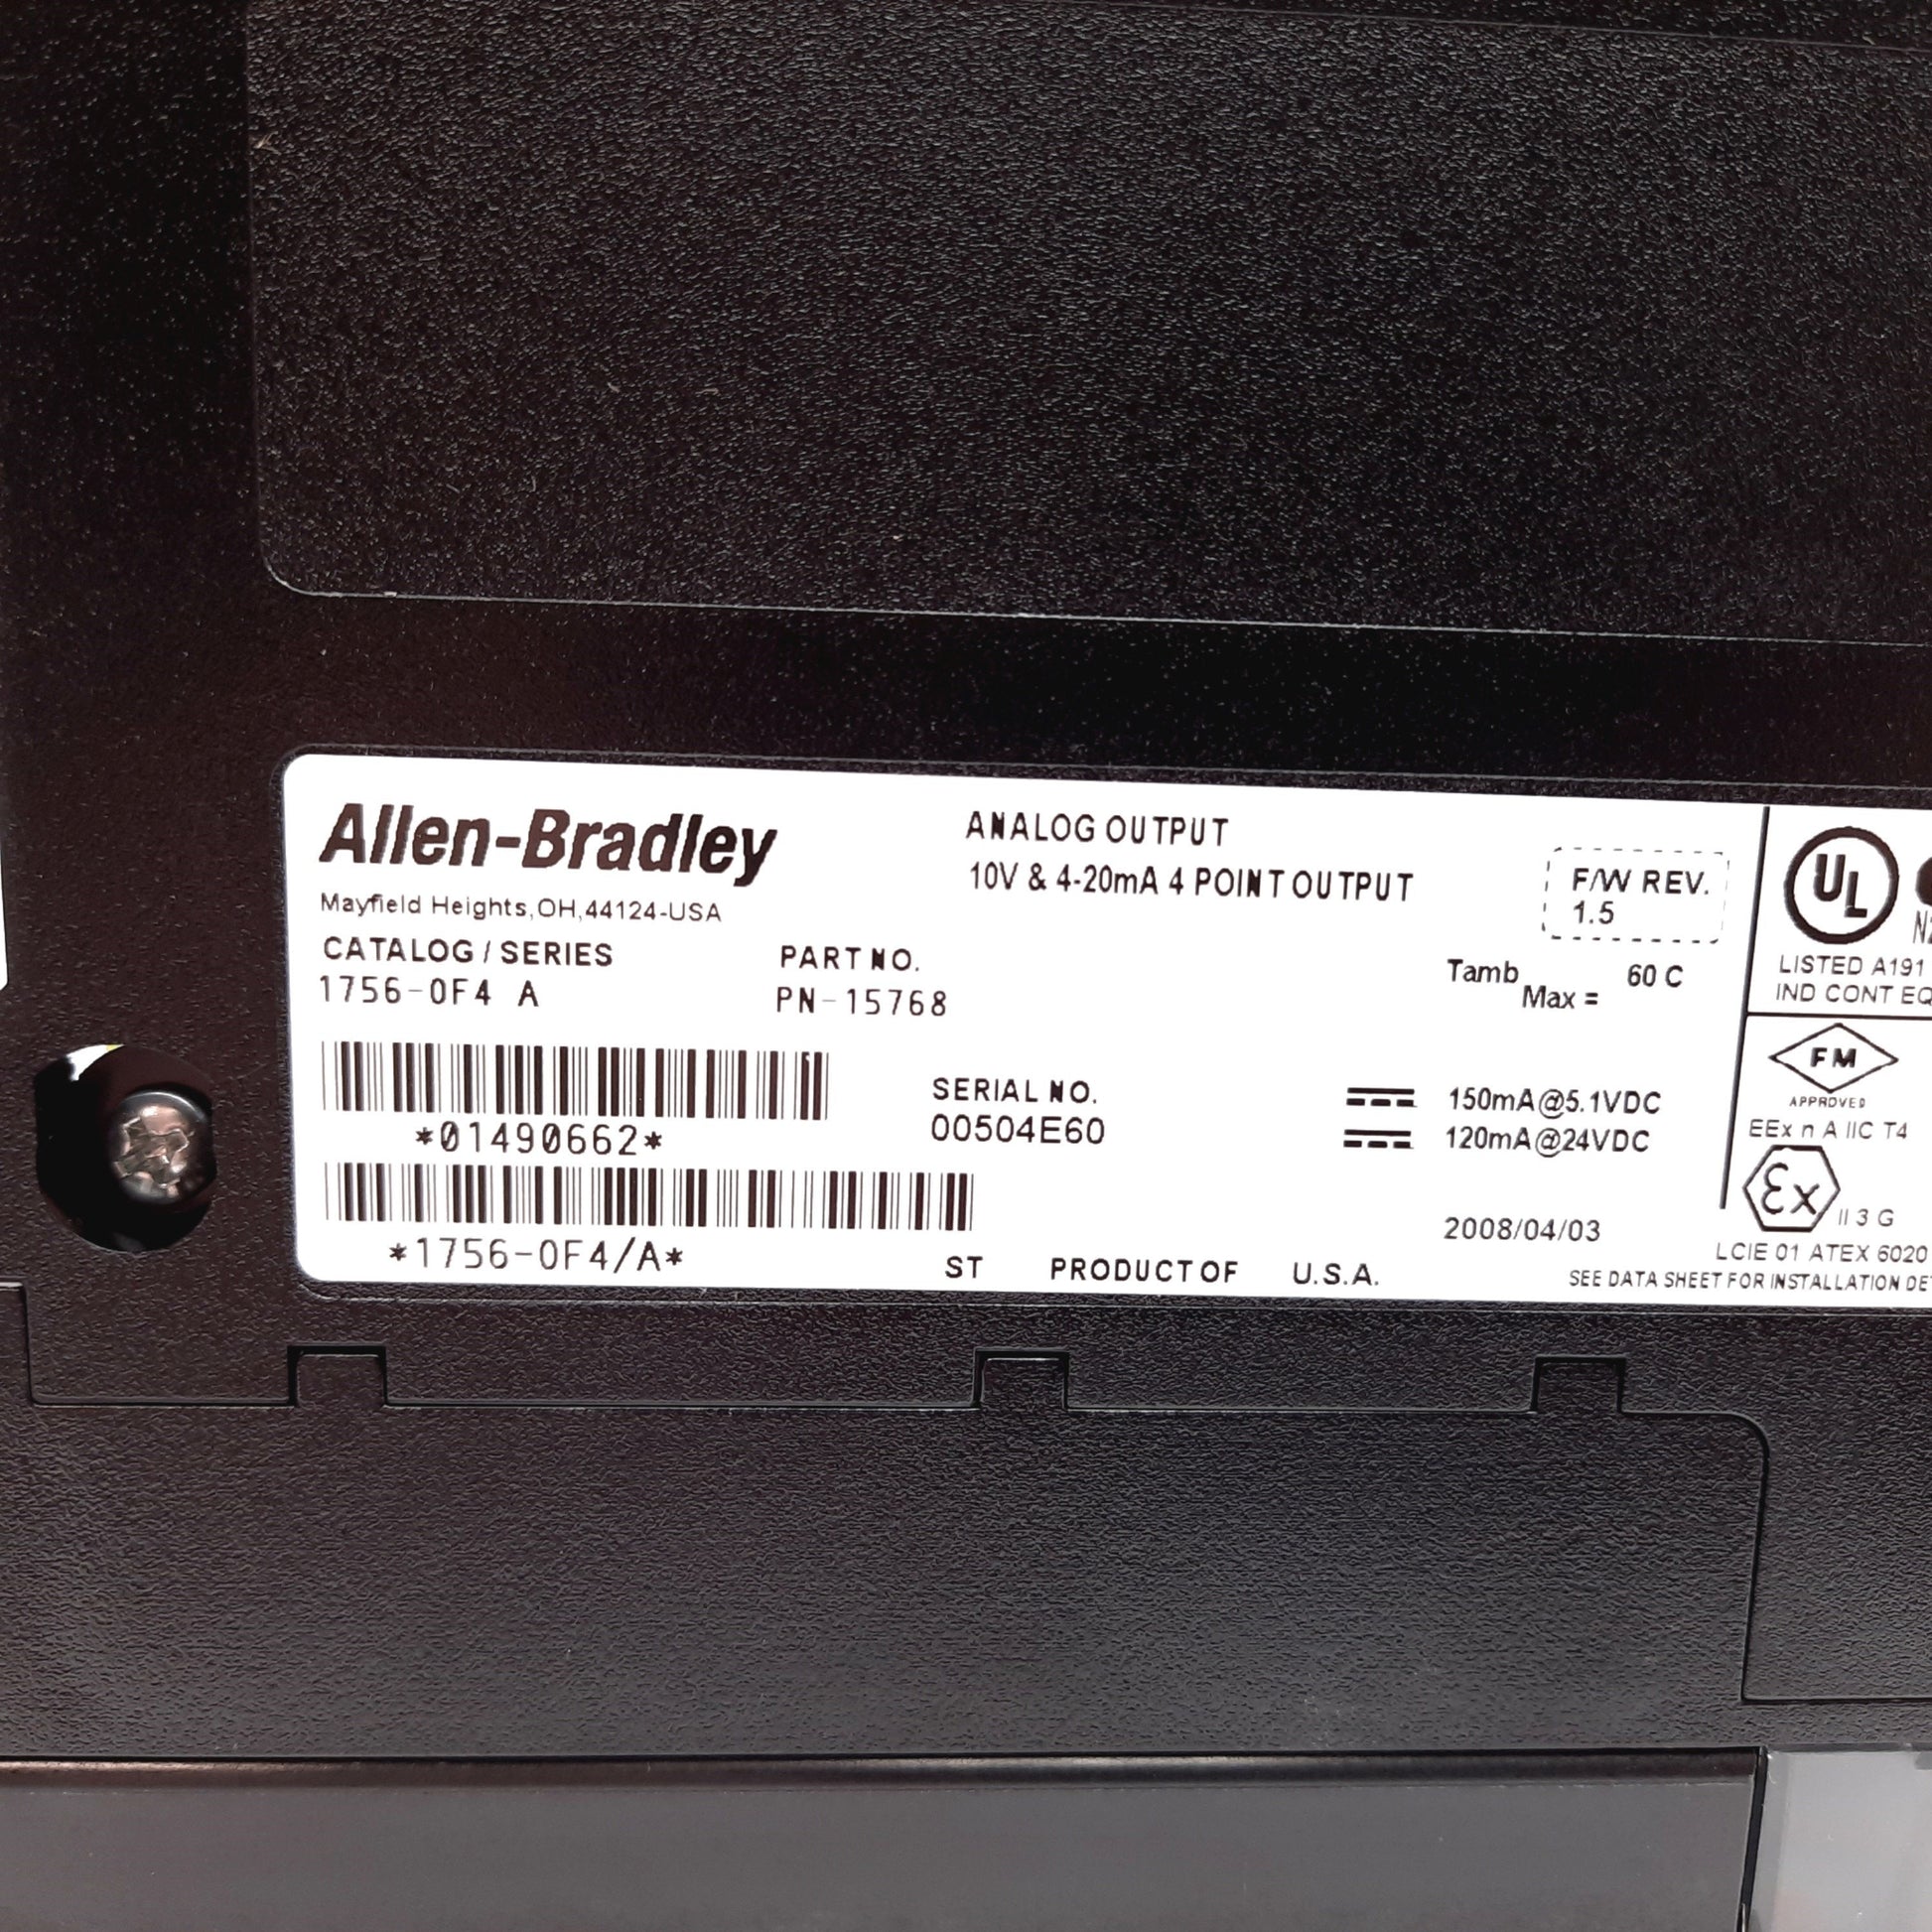 Allen-Bradley
Mayfield Heights,OH,44124-USA
CATALOG / SERIES
1756-OF4 A
PART NO.
PN-15768
ANALOG OUTPUT
10V & 4-20mA 4 POINT OUTPUT
F/W REV.
1.5
Tamb Max = 60 C
*01490662*
*1756-OF4/A*
SERIAL NO.
00504E60
150mA@5.1VDC
120mA@24VDC
2008/04/03
ST PRODUCT OF U.S.A.
UL
LISTED A191
IND CONT EQ
FM
APPROVED
EEx n A IIC T4
Ex II 3 G
LCIE 01 ATEX 6020
SEE DATA SHEET FOR INSTALLATION